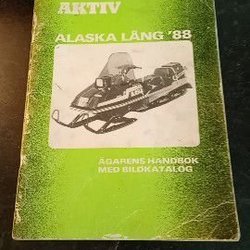 AKTIV
ALASKA LÅNG '88
ÄGARENS HANDBOK
MED BILDKATALOG